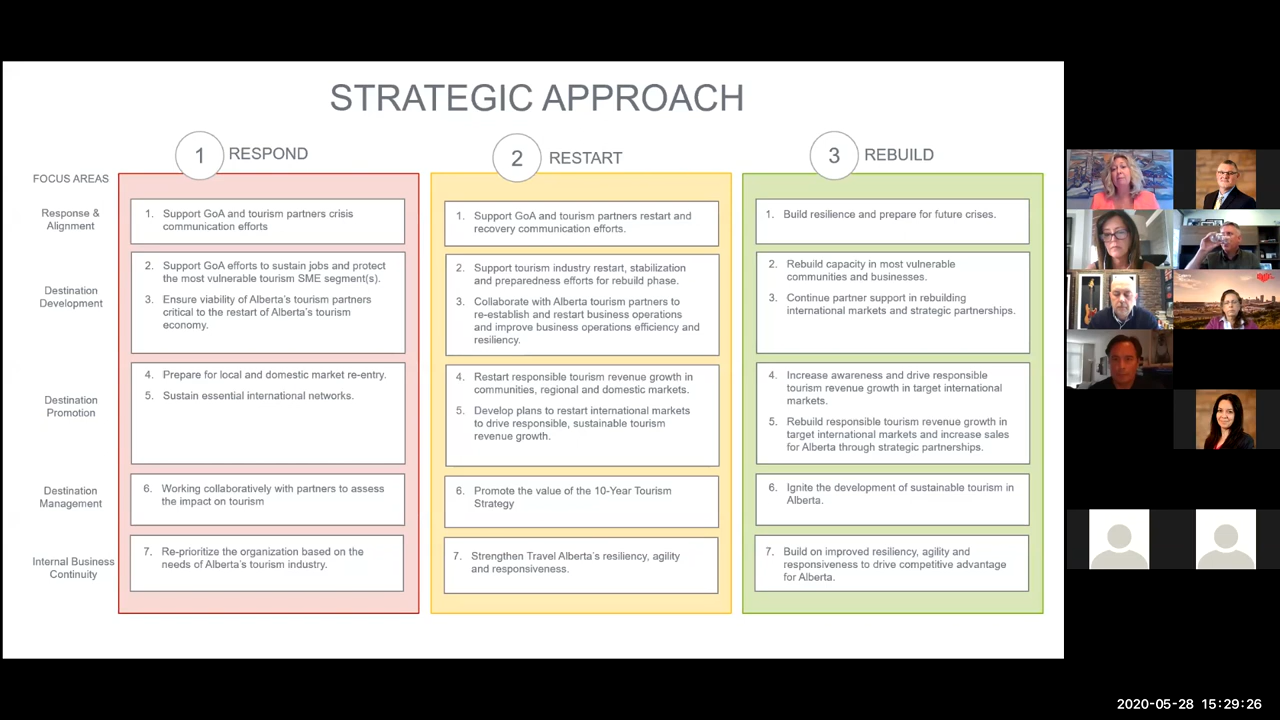 STRATEGIC APPROACH
1 RESPOND
2 RESTART
3 REBUILD
FOCUS AREAS
Response &
Alignment
1. Support GoA and tourism partners crisis
communication efforts
1. Support GoA and tourism partners restart and
recovery communication efforts.
1. Build resilience and prepare for future crises.
Destination
Development
2. Support GoA efforts to sustain jobs and protect
the most vulnerable tourism SME segment(s).
3. Ensure viability of Alberta's tourism partners
critical to the restart of Alberta's tourism
economy.
2. Support tourism industry restart, stabilization
and preparedness efforts for rebuild phase.
3. Collaborate with Alberta tourism partners to
re-establish and restart business operations
and improve business operations efficiency and
resiliency.
2. Rebuild capacity in most vulnerable
communities and businesses.
3. Continue partner support in rebuilding
international markets and strategic partnerships.
Destination
Promotion
4. Prepare for local and domestic market re-entry.
5. Sustain essential international networks.
4. Restart responsible tourism revenue growth in
communities, regional and domestic markets.
5. Develop plans to restart international markets
to drive responsible, sustainable tourism
revenue growth.
4. Increase awareness and drive responsible
tourism revenue growth in target international
markets.
5. Rebuild responsible tourism revenue growth in
target international markets and increase sales
for Alberta through strategic partnerships.
Destination
Management
6. Working collaboratively with partners to assess
the impact on tourism
6. Promote the value of the 10-Year Tourism
Strategy
6. Ignite the development of sustainable tourism in
Alberta.
Internal Business
Continuity
7. Re-prioritize the organization based on the
needs of Alberta's tourism industry.
7. Strengthen Travel Alberta's resiliency, agility
and responsiveness.
7. Build on improved resiliency, agility and
responsiveness to drive competitive advantage
for Alberta.
2020-05-28 15:29:26